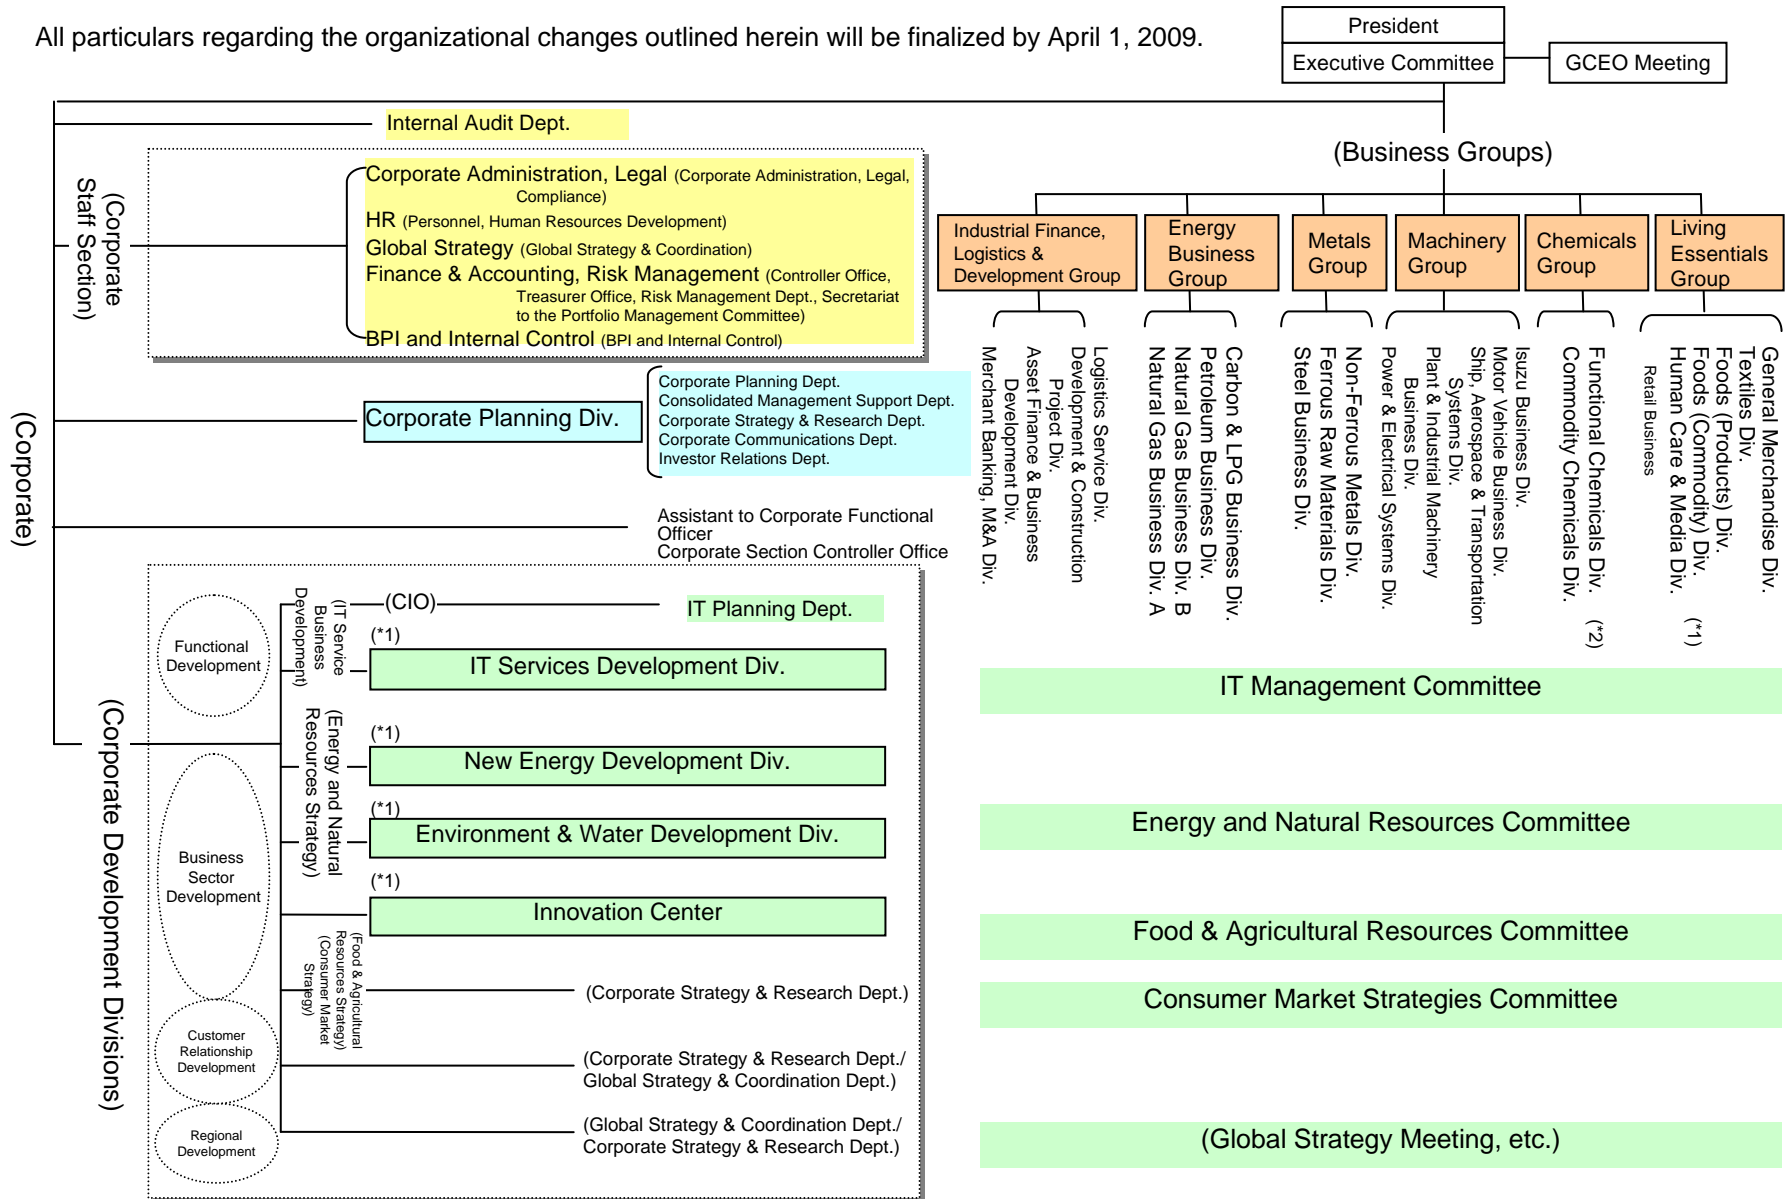 All particulars regarding the organizational changes outlined herein will be finalized by April 1, 2009.
President
Executive Committee
GCEO Meeting
(Corporate)
Internal Audit Dept.
(Corporate
Staff Section)
Corporate Administration, Legal (Corporate Administration, Legal,
Compliance)
HR (Personnel, Human Resources Development)
Global Strategy (Global Strategy & Coordination)
Finance & Accounting, Risk Management (Controller Office,
Treasurer Office, Risk Management Dept., Secretariat
to the Portfolio Management Committee)
BPI and Internal Control (BPI and Internal Control)
Corporate Planning Div.
Corporate Planning Dept.
Consolidated Management Support Dept.
Corporate Strategy & Research Dept.
Corporate Communications Dept.
Investor Relations Dept.
Assistant to Corporate Functional
Officer
Corporate Section Controller Office
(Corporate Development Divisions)
Functional
Development
(IT Service
Business
Development)
(CIO)
IT Planning Dept.
(*1)
IT Services Development Div.
Business
Sector
Development
(Energy and Natural
Resources Strategy)
(*1)
New Energy Development Div.
(*1)
Environment & Water Development Div.
(*1)
Innovation Center
(Food & Agricultural
Resources Strategy)
(Consumer Market
Strategy)
(Corporate Strategy & Research Dept.)
Customer
Relationship
Development
(Corporate Strategy & Research Dept./
Global Strategy & Coordination Dept.)
Regional
Development
(Global Strategy & Coordination Dept./
Corporate Strategy & Research Dept.)
(Business Groups)
Industrial Finance,
Logistics &
Development Group
Energy
Business
Group
Metals
Group
Machinery
Group
Chemicals
Group
Living
Essentials
Group
Logistics Service Div.
Development & Construction
Project Div.
Asset Finance & Business
Development Div.
Merchant Banking, M&A Div.
Carbon & LPG Business Div.
Petroleum Business Div.
Natural Gas Business Div. B
Natural Gas Business Div. A
Non-Ferrous Metals Div.
Ferrous Raw Materials Div.
Steel Business Div.
Isuzu Business Div.
Motor Vehicle Business Div.
Ship, Aerospace & Transportation
Systems Div.
Plant & Industrial Machinery
Business Div.
Power & Electrical Systems Div.
Functional Chemicals Div. (*2)
Commodity Chemicals Div.
General Merchandise Div.
Textiles Div.
Foods (Products) Div.
Foods (Commodity) Div. (*1)
Human Care & Media Div.
Retail Business
IT Management Committee
Energy and Natural Resources Committee
Food & Agricultural Resources Committee
Consumer Market Strategies Committee
(Global Strategy Meeting, etc.)